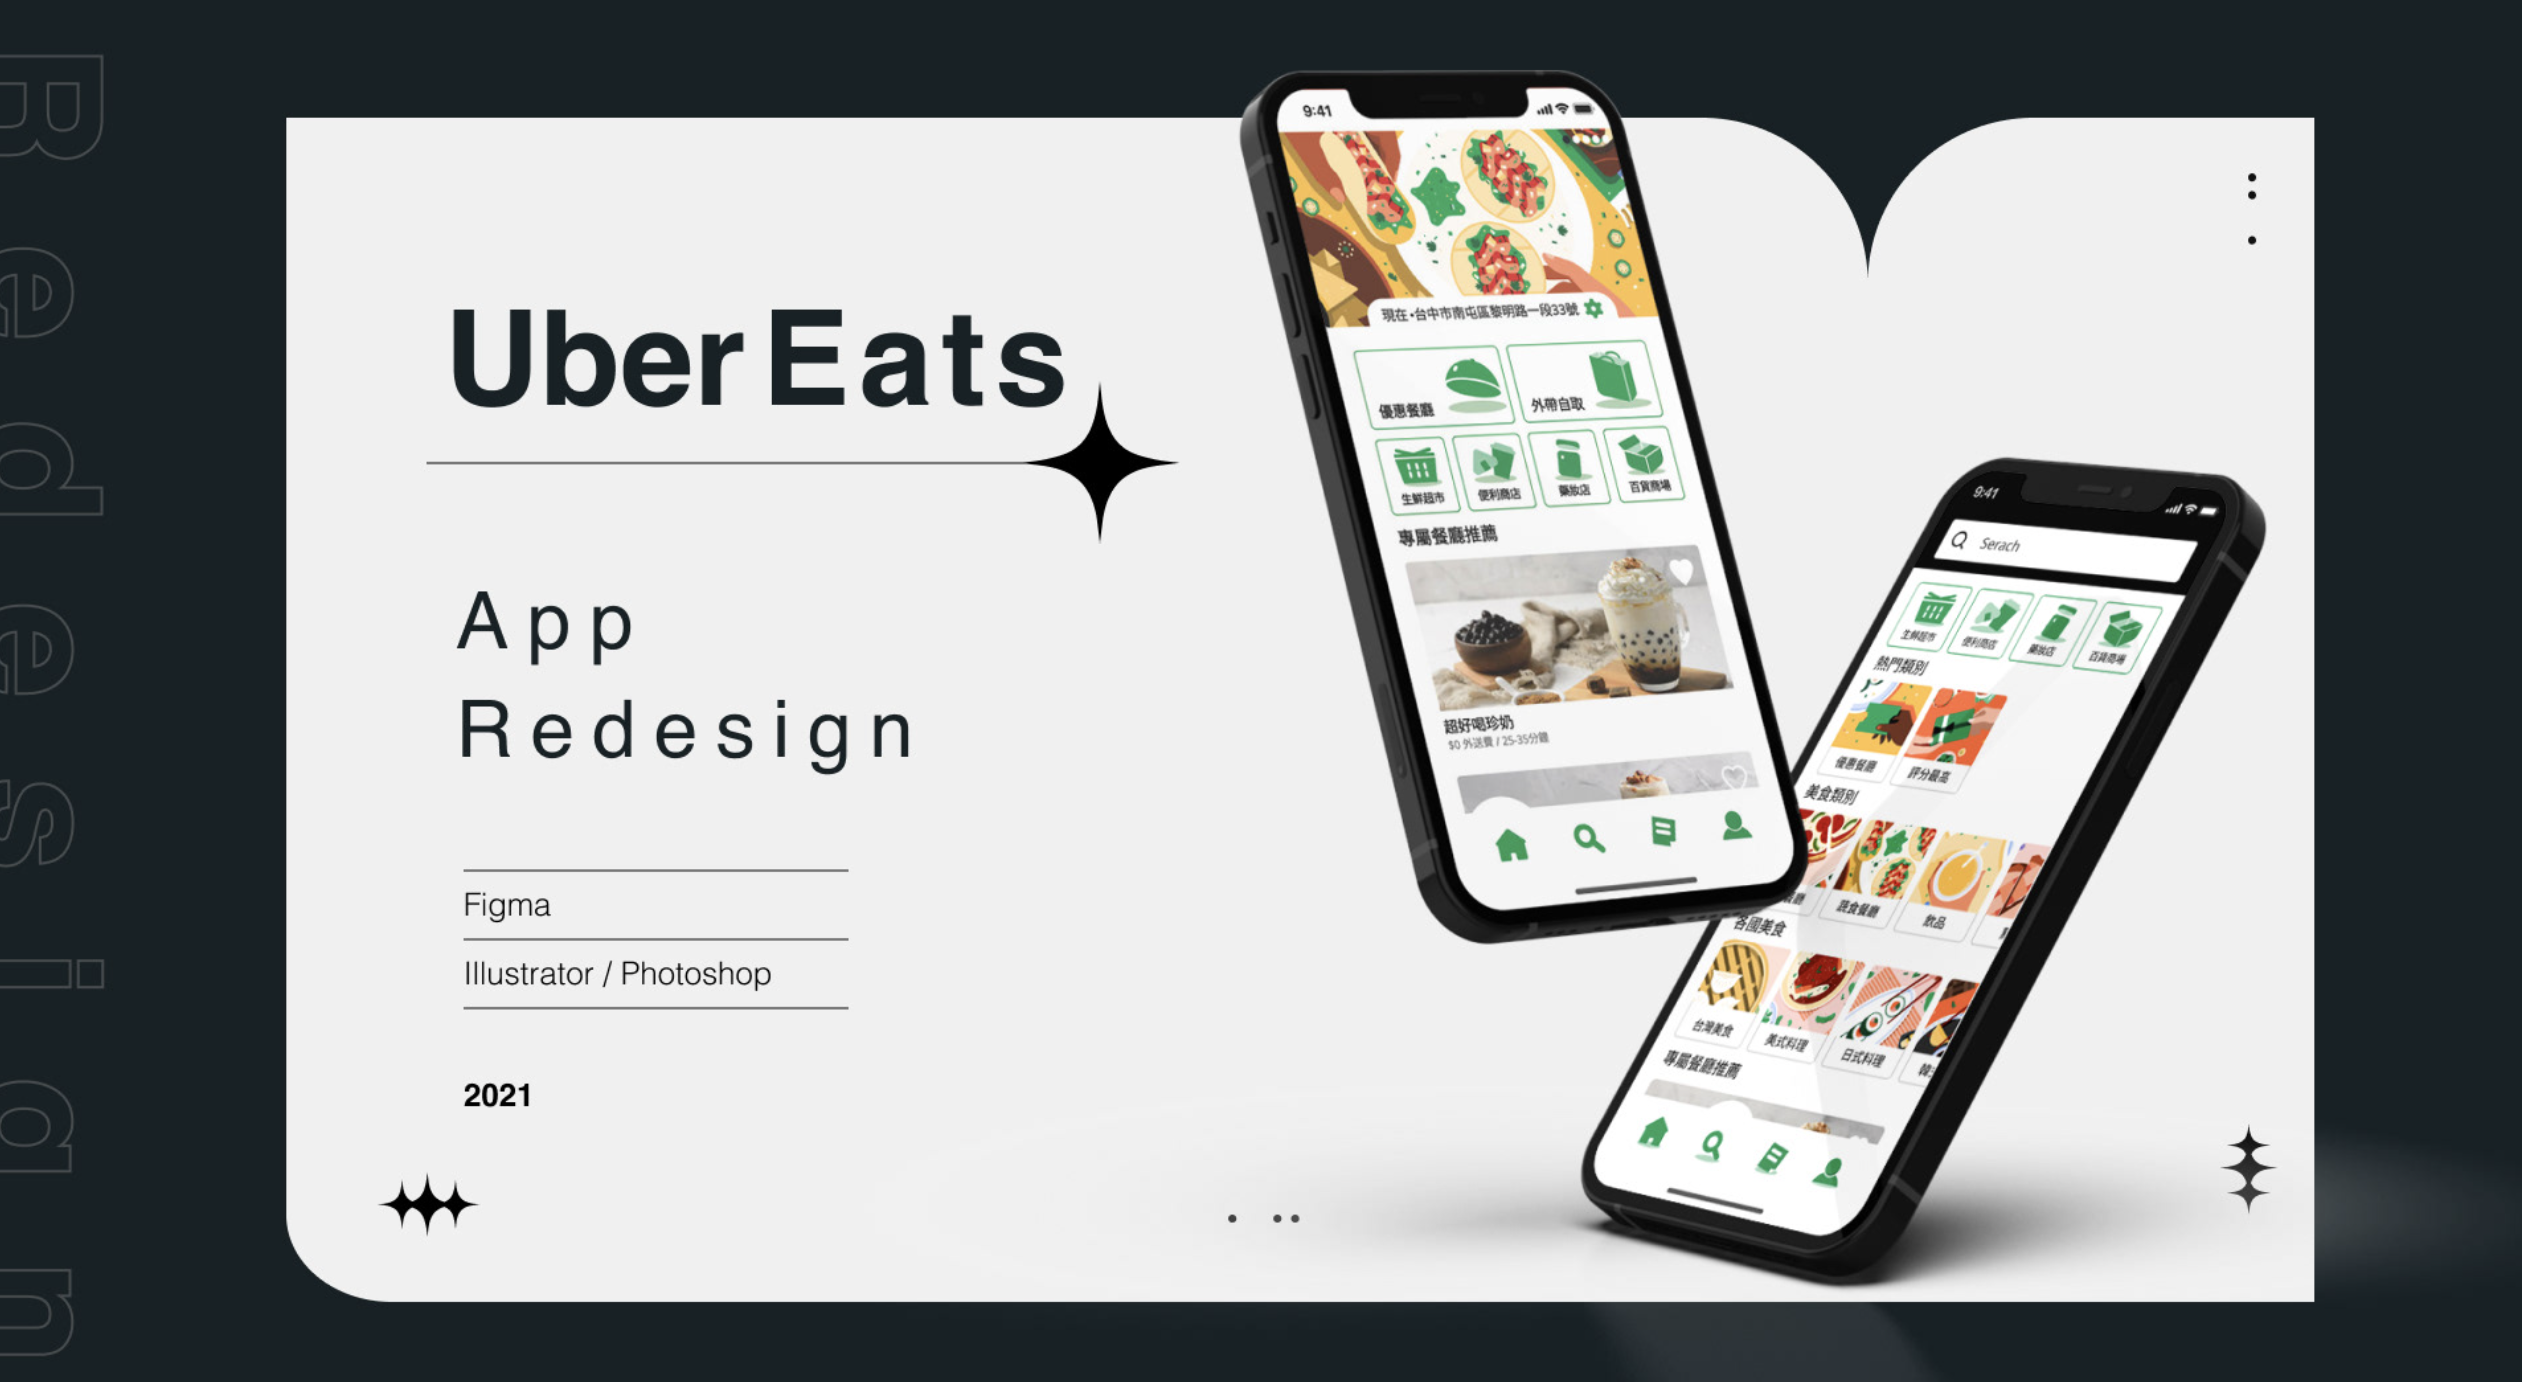 Redesign
Uber Eats
App
Redesign
Figma
Illustrator / Photoshop
2021
9:41
現在•台中市南屯區黎明路一段33號
優惠餐廳
外帶自取
生鮮超市
便利商店
藥妝店
百貨商場
專屬餐廳推薦
超好喝珍奶
$0 外送費 / 25-35分鐘
9:41
Serach
生鮮超市
便利商店
藥妝店
百貨商場
熱門類別
優惠餐廳
評分最高
美食類別
蔬食餐廳
飲品
各國美食
台灣美食
美式料理
日式料理
韓
專屬餐廳推薦